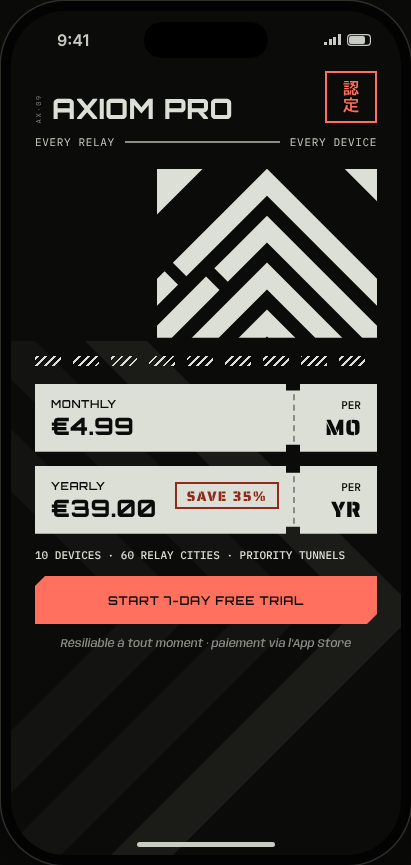 9:41
AX-09
AXIOM PRO
認定
EVERY RELAY
EVERY DEVICE
MONTHLY
€4.99
PER
MO
YEARLY
€39.00
SAVE 35%
PER
YR
10 DEVICES · 60 RELAY CITIES · PRIORITY TUNNELS
START 7-DAY FREE TRIAL
Résiliable à tout moment · paiement via l'App Store